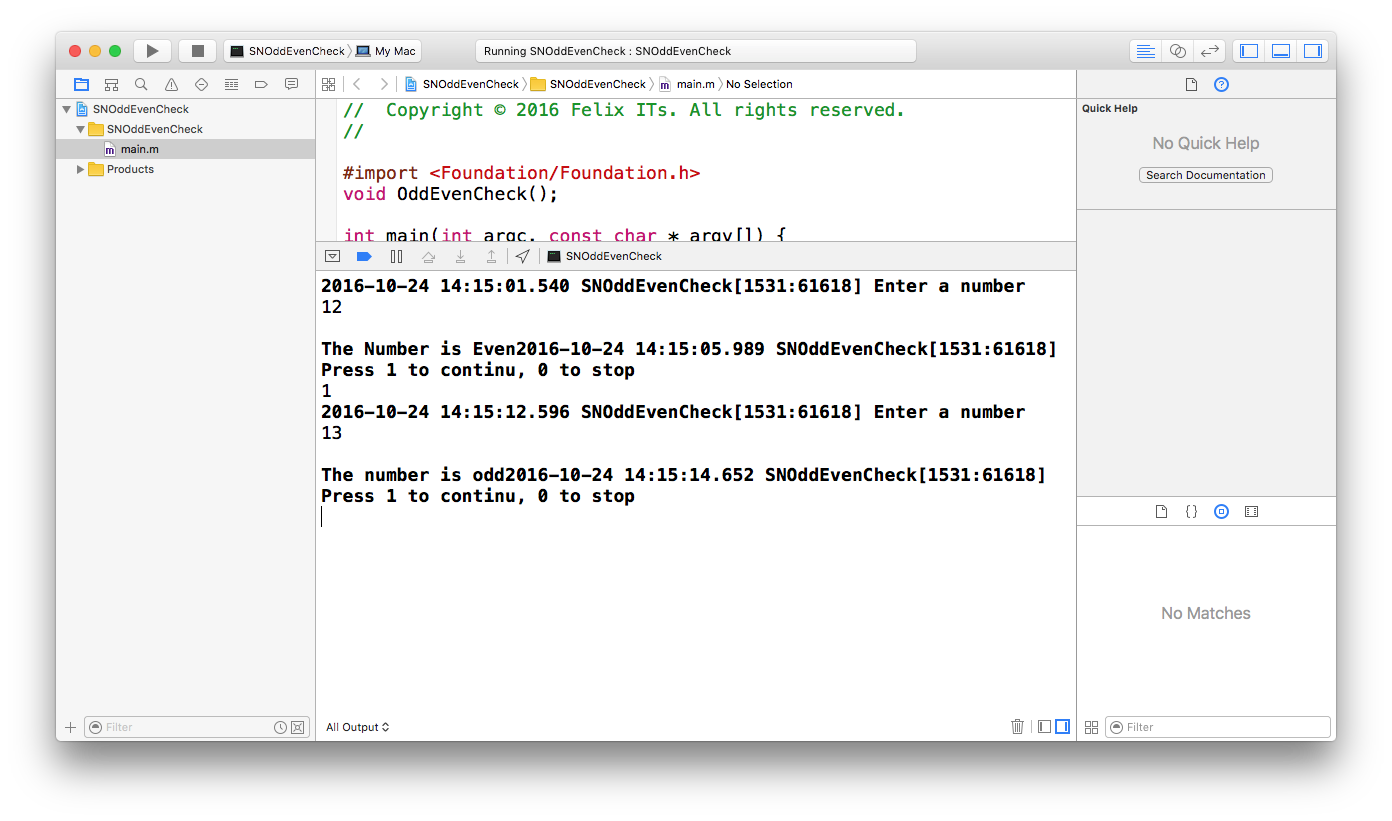 SNOddEvenCheck My Mac
Running SNOddEvenCheck : SNOddEvenCheck
SNOddEvenCheck
SNOddEvenCheck
main.m
Products
SNOddEvenCheck SNOddEvenCheck main.m No Selection
// Copyright © 2016 Felix ITs. All rights reserved.
//
#import <Foundation/Foundation.h>
void OddEvenCheck();
int main(int argc, const char * argv[]) {
SNOddEvenCheck
2016-10-24 14:15:01.540 SNOddEvenCheck[1531:61618] Enter a number
12
The Number is Even2016-10-24 14:15:05.989 SNOddEvenCheck[1531:61618]
Press 1 to continu, 0 to stop
1
2016-10-24 14:15:12.596 SNOddEvenCheck[1531:61618] Enter a number
13
The number is odd2016-10-24 14:15:14.652 SNOddEvenCheck[1531:61618]
Press 1 to continu, 0 to stop
Quick Help
No Quick Help
Search Documentation
No Matches
Filter
All Output
Filter